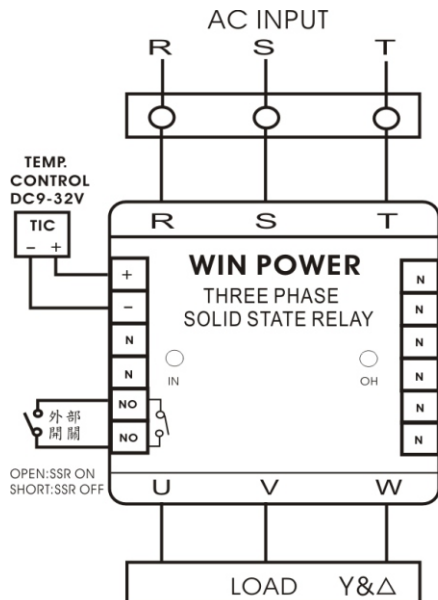 AC INPUT
R S T
TEMP.
CONTROL
DC9-32V
TIC
− +
R S T
WIN POWER
THREE PHASE
SOLID STATE RELAY
+
−
N
N
NO
NO
IN
OH
N
N
N
N
N
N
外部
開關
OPEN:SSR ON
SHORT:SSR OFF
U V W
LOAD Y&△